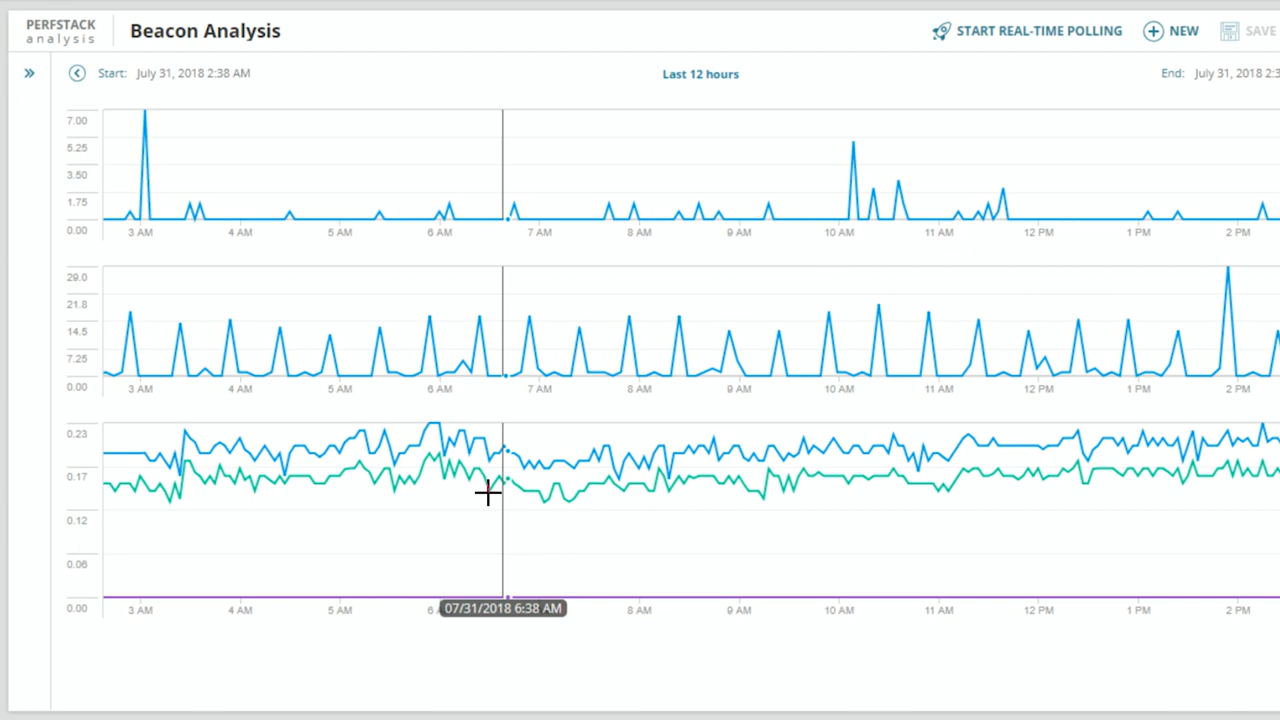 PERFSTACK
analysis
Beacon Analysis
START REAL-TIME POLLING
NEW
SAVE
»
Start: July 31, 2018 2:38 AM
Last 12 hours
End: July 31, 2018 2:3
7.00
5.25
3.50
1.75
0.00
3 AM 4 AM 5 AM 6 AM 7 AM 8 AM 9 AM 10 AM 11 AM 12 PM 1 PM 2 PM
29.0
21.8
14.5
7.25
0.00
3 AM 4 AM 5 AM 6 AM 7 AM 8 AM 9 AM 10 AM 11 AM 12 PM 1 PM 2 PM
0.23
0.17
0.12
0.06
0.00
3 AM 4 AM 5 AM 6 07/31/2018 6:38 AM 8 AM 9 AM 10 AM 11 AM 12 PM 1 PM 2 PM